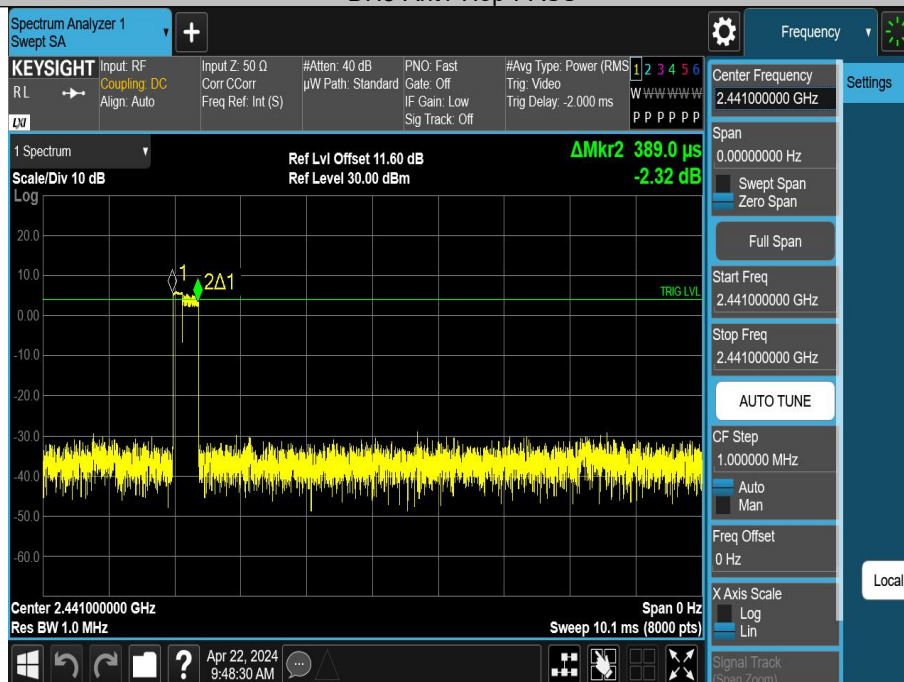 Spectrum Analyzer 1
Swept SA
Frequency
KEYSIGHT
RL
LXI
Input: RF
Coupling: DC
Align: Auto
Input Z: 50 Ω
Corr CCorr
Freq Ref: Int (S)
#Atten: 40 dB
µW Path: Standard
PNO: Fast
Gate: Off
IF Gain: Low
Sig Track: Off
#Avg Type: Power (RMS
Trig: Video
Trig Delay: -2.000 ms
1 2 3 4 5 6
W W W W W W
P P P P P P
1 Spectrum
Scale/Div 10 dB
Log
Ref Lvl Offset 11.60 dB
Ref Level 30.00 dBm
ΔMkr2 389.0 µs
-2.32 dB
20.0
10.0
0.00
-10.0
-20.0
-30.0
-40.0
-50.0
-60.0
1
2Δ1
TRIG LVL
Center 2.441000000 GHz
Res BW 1.0 MHz
Span 0 Hz
Sweep 10.1 ms (8000 pts)
Apr 22, 2024
9:48:30 AM
Center Frequency
2.441000000 GHz
Settings
Span
0.00000000 Hz
Swept Span
Zero Span
Full Span
Start Freq
2.441000000 GHz
Stop Freq
2.441000000 GHz
AUTO TUNE
CF Step
1.000000 MHz
Auto
Man
Freq Offset
0 Hz
Local
X Axis Scale
Log
Lin
Signal Track
(Span Zoom)